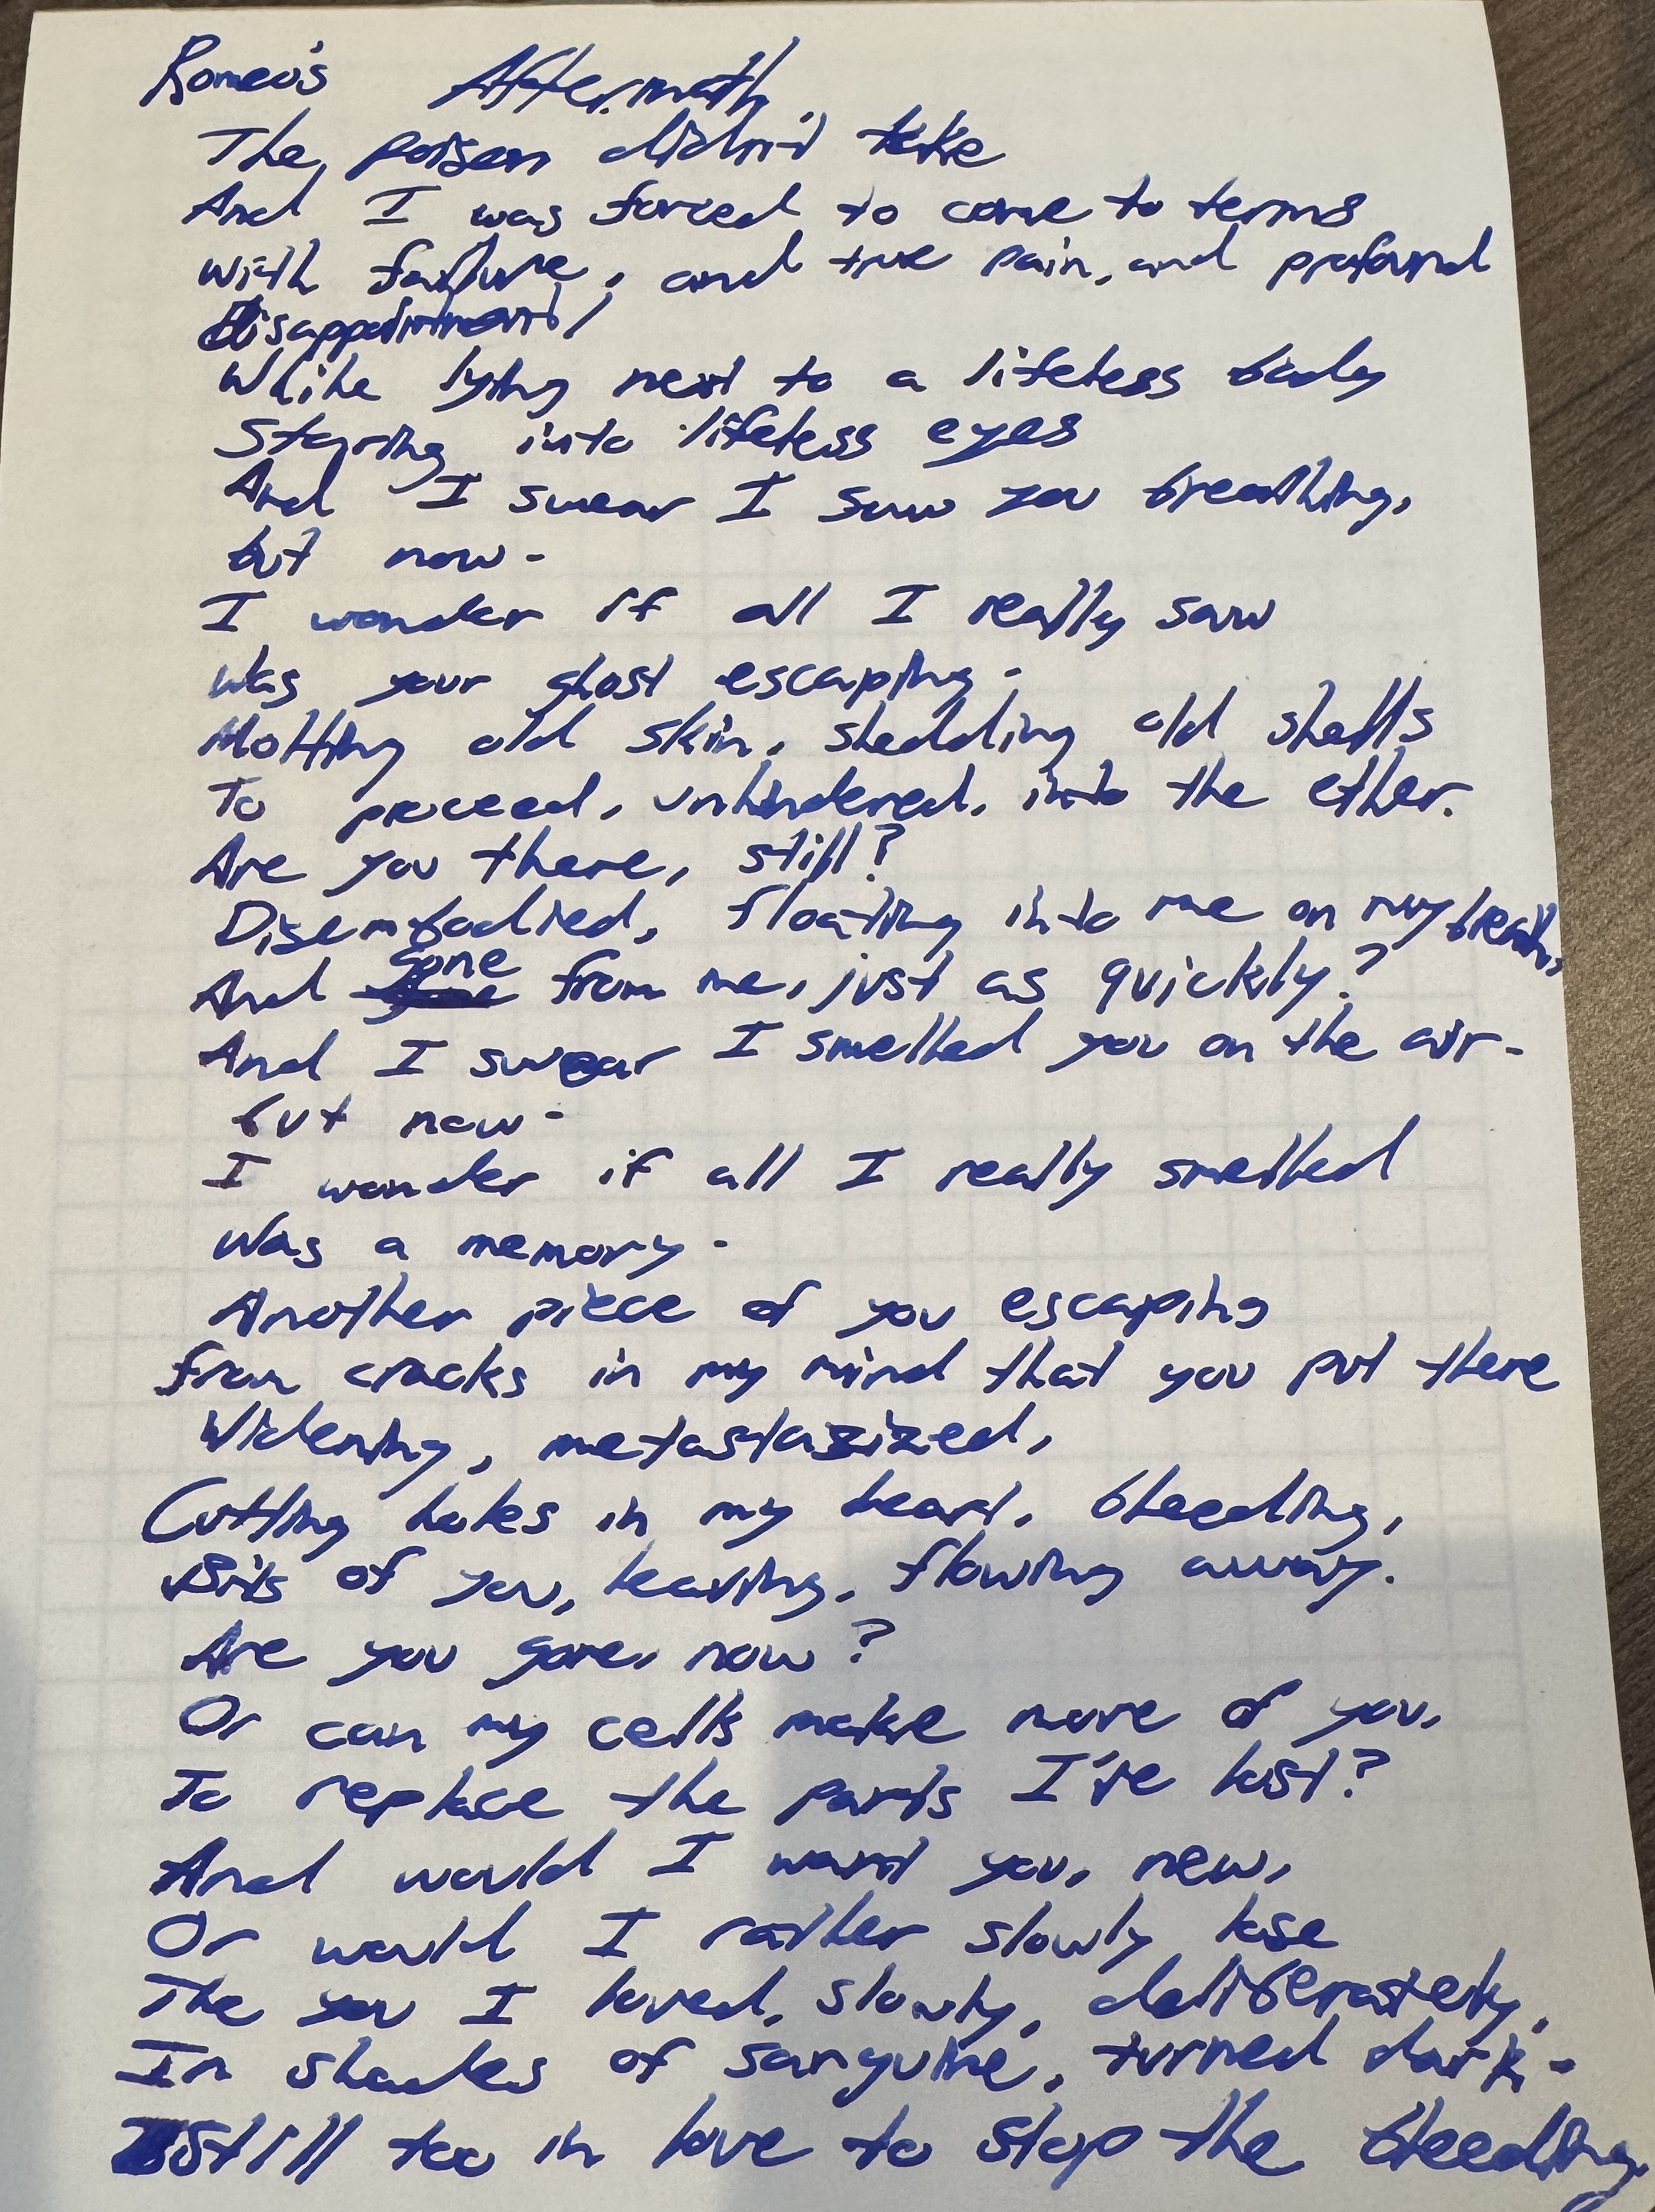 Romeo's Aftermath
The poison didn't take
And I was forced to come to terms
with failure, and true pain, and profound
disappointment,
While lying next to a lifeless body
Staring into lifeless eyes
And I swear I saw you breathing,
but now-
I wonder if all I really saw
was your ghost escaping-
Molting old skin, shedding old shells
To proceed, unhindered, into the ether.
Are you there, still?
Disembodied, floating into me on my breath,
And gone from me, just as quickly?
And I swear I smelled you on the air-
but now-
I wonder if all I really smelled
was a memory-
Another piece of you escaping
from cracks in my mind that you put there
Widening, metastasized,
Cutting holes in my heart, bleeding,
Bits of you, leaving, flowing away.
Are you gone, now?
Or can my cells make more of you,
To replace the parts I've lost?
And would I want you, new,
Or would I rather slowly lose
The you I loved, slowly, deliberately,
In shades of sanguine, turned dark-
Still too in love to stop the bleeding.